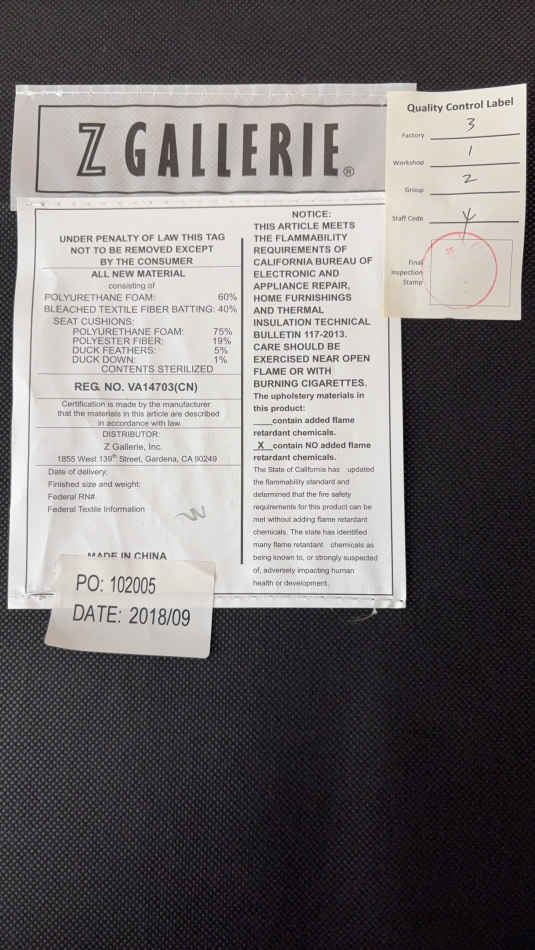 Z GALLERIE®
UNDER PENALTY OF LAW THIS TAG
NOT TO BE REMOVED EXCEPT
BY THE CONSUMER
ALL NEW MATERIAL
consisting of
POLYURETHANE FOAM: 60%
BLEACHED TEXTILE FIBER BATTING: 40%
SEAT CUSHIONS:
POLYURETHANE FOAM: 75%
POLYESTER FIBER: 19%
DUCK FEATHERS: 5%
DUCK DOWN: 1%
CONTENTS STERILIZED
REG. NO. VA14703(CN)
Certification is made by the manufacturer
that the materials in this article are described
in accordance with law
DISTRIBUTOR:
Z Gallerie, Inc.
1855 West 139th Street, Gardena, CA 90249
Date of delivery:
Finished size and weight:
Federal RN#
Federal Textile Information
MADE IN CHINA
NOTICE:
THIS ARTICLE MEETS
THE FLAMMABILITY
REQUIREMENTS OF
CALIFORNIA BUREAU OF
ELECTRONIC AND
APPLIANCE REPAIR,
HOME FURNISHINGS
AND THERMAL
INSULATION TECHNICAL
BULLETIN 117-2013.
CARE SHOULD BE
EXERCISED NEAR OPEN
FLAME OR WITH
BURNING CIGARETTES.
The upholstery materials in
this product:
____contain added flame
retardant chemicals.
_X_contain NO added flame
retardant chemicals.
The State of California has updated
the flammability standard and
determined that the fire safety
requirements for this product can be
met without adding flame retardant
chemicals. The state has identified
many flame retardant chemicals as
being known to, or strongly suspected
of, adversely impacting human
health or development.
Quality Control Label
Factory 3
Workshop 1
Group 2
Staff Code
Final
Inspection
Stamp
PO: 102005
DATE: 2018/09